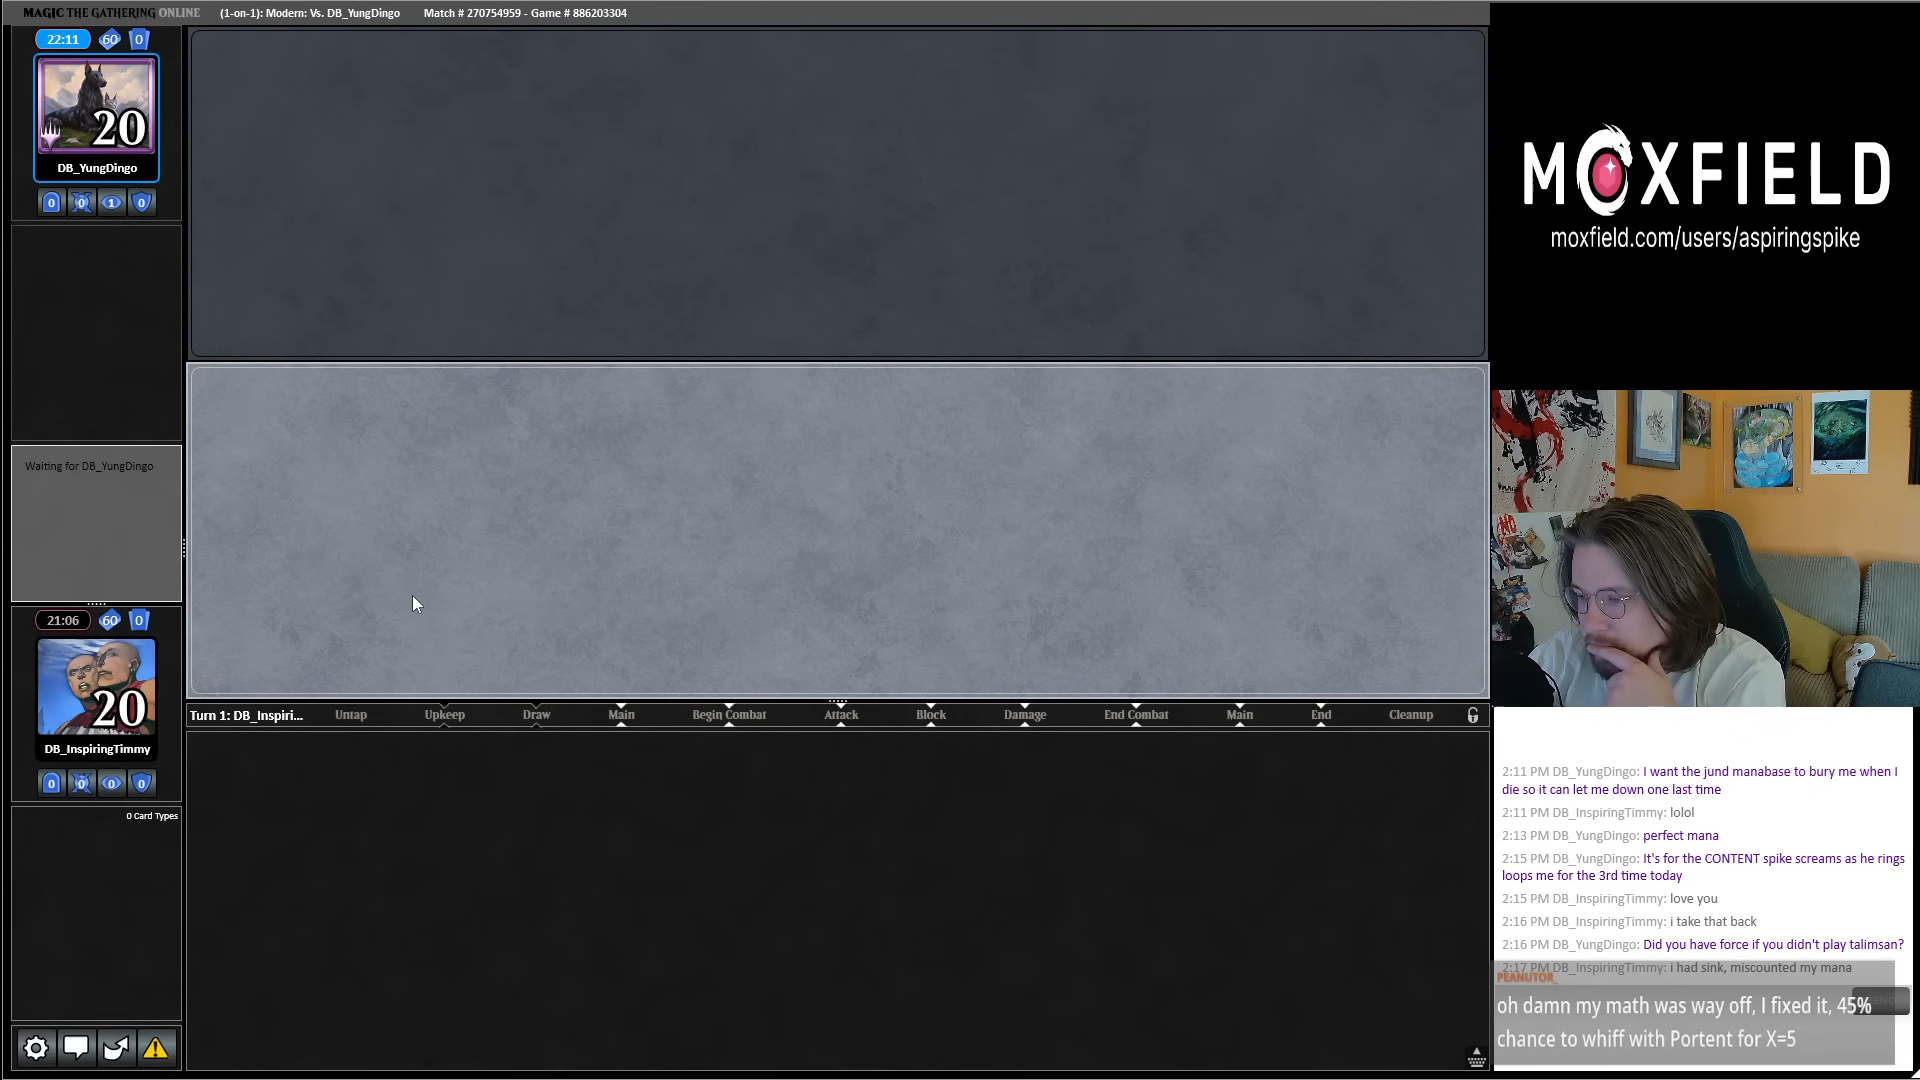 MAGIC THE GATHERING ONLINE (1-on-1): Modern: Vs. DB_YungDingo Match # 270754959 - Game # 886203304
22:11 60 0
20
DB_YungDingo
0 0 1 0
Waiting for DB_YungDingo
21:06 60 0
20
DB_InspiringTimmy
0 0 0 0
0 Card Types
Turn 1: DB_Inspiri... Untap Upkeep Draw Main Begin Combat Attack Block Damage End Combat Main End Cleanup
MOXFIELD
moxfield.com/users/aspiringspike
2:11 PM DB_YungDingo: I want the jund manabase to bury me when I
die so it can let me down one last time
2:11 PM DB_InspiringTimmy: lolol
2:13 PM DB_YungDingo: perfect mana
2:15 PM DB_YungDingo: It's for the CONTENT spike screams as he rings
loops me for the 3rd time today
2:15 PM DB_InspiringTimmy: love you
2:16 PM DB_InspiringTimmy: i take that back
2:16 PM DB_YungDingo: Did you have force if you didn't play talimsan?
2:17 PM DB_InspiringTimmy: i had sink, miscounted my mana
PEANUTOR_
oh damn my math was way off, I fixed it, 45%
chance to whiff with Portent for X=5